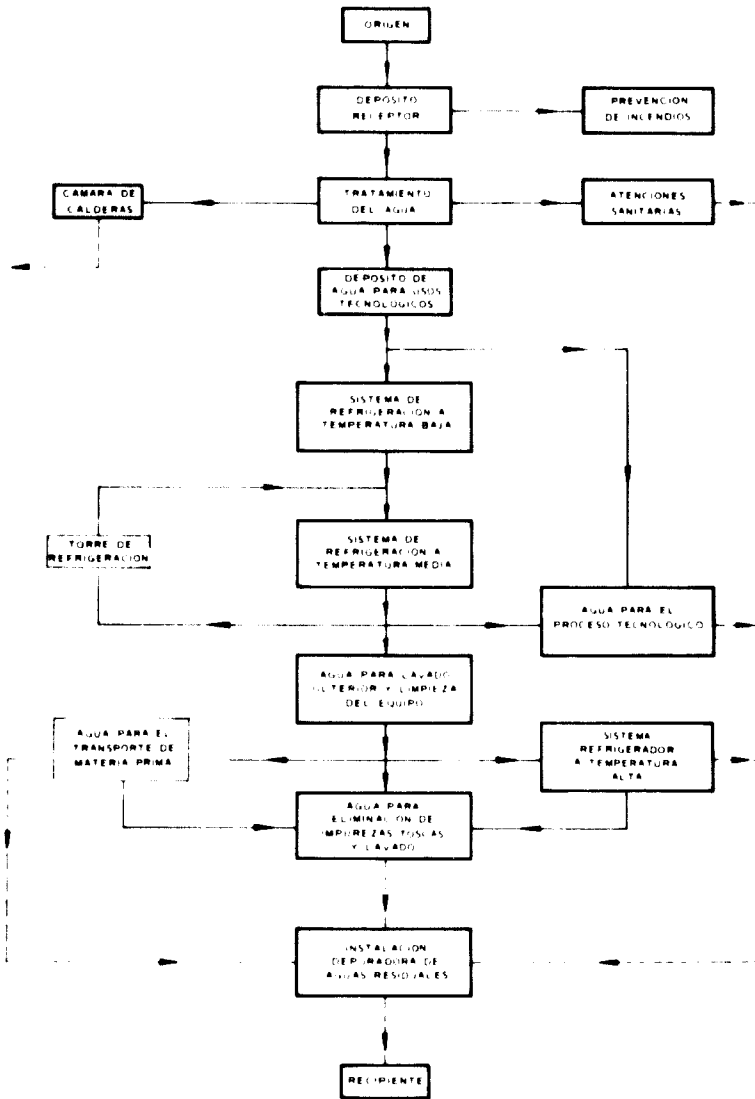 ORIGEN
DEPOSITO
RECEPTOR
PREVENCION
DE INCENDIOS
CAMARA DE
CALDERAS
TRATAMIENTO
DEL AGUA
ATENCIONES
SANITARIAS
DEPOSITO DE
AGUA PARA USOS
TECNOLOGICOS
SISTEMA DE
REFRIGERACION A
TEMPERATURA BAJA
TORRE DE
REFRIGERACION
SISTEMA DE
REFRIGERACION A
TEMPERATURA MEDIA
AGUA PARA EL
PROCESO TECNOLOGICO
AGUA PARA LAVADO
ULTERIOR Y LIMPIEZA
DEL EQUIPO
AGUA PARA EL
TRANSPORTE DE
MATERIA PRIMA
SISTEMA
REFRIGERADOR
A TEMPERATURA
ALTA
AGUA PARA
ELIMINACION DE
IMPUREZAS TOSCAS
Y LAVADO
INSTALACION
DEPURADORA DE
AGUAS RESIDUALES
RECIPIENTE